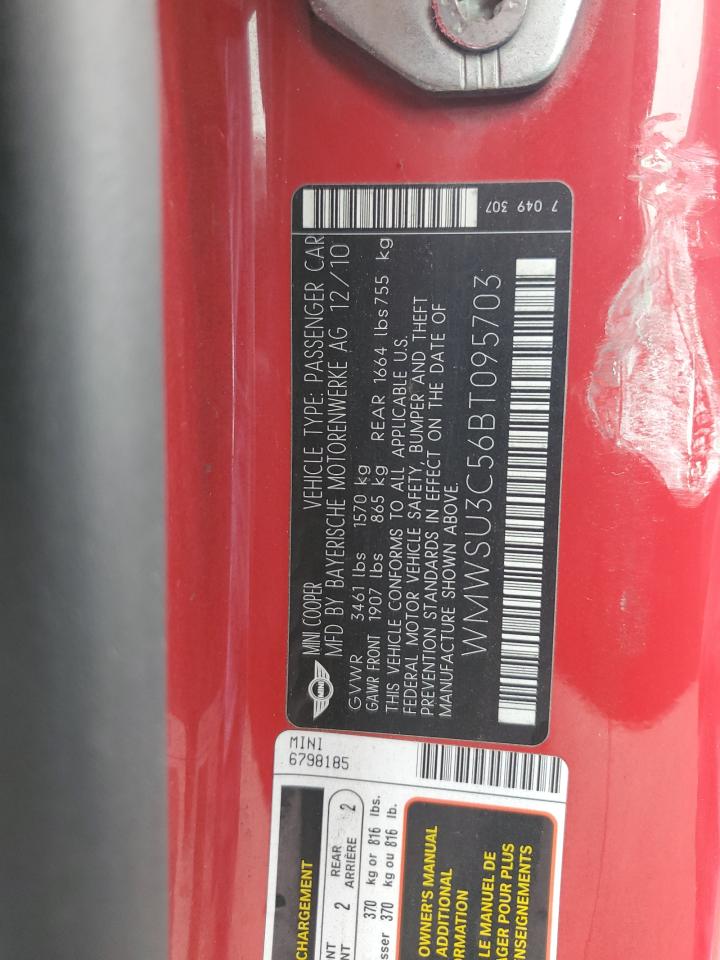 7 049 307
MINI COOPER VEHICLE TYPE: PASSENGER CAR
MFD BY BAYERISCHE MOTORENWERKE AG 12/10
GVWR 3461 lbs 1570 kg
GAWR FRONT 1907 lbs 865 kg REAR 1664 lbs 755 kg
THIS VEHICLE CONFORMS TO ALL APPLICABLE U.S.
FEDERAL MOTOR VEHICLE SAFETY, BUMPER AND THEFT
PREVENTION STANDARDS IN EFFECT ON THE DATE OF
MANUFACTURE SHOWN ABOVE.
WMWSU3C56BT095703
MINI
6798185
CHARGEMENT
2 REAR 2
ARRIÈRE
370 kg or 816 lbs.
370 kg ou 816 lb.
OWNER'S MANUAL
ADDITIONAL
LE MANUEL DE
POUR PLUS